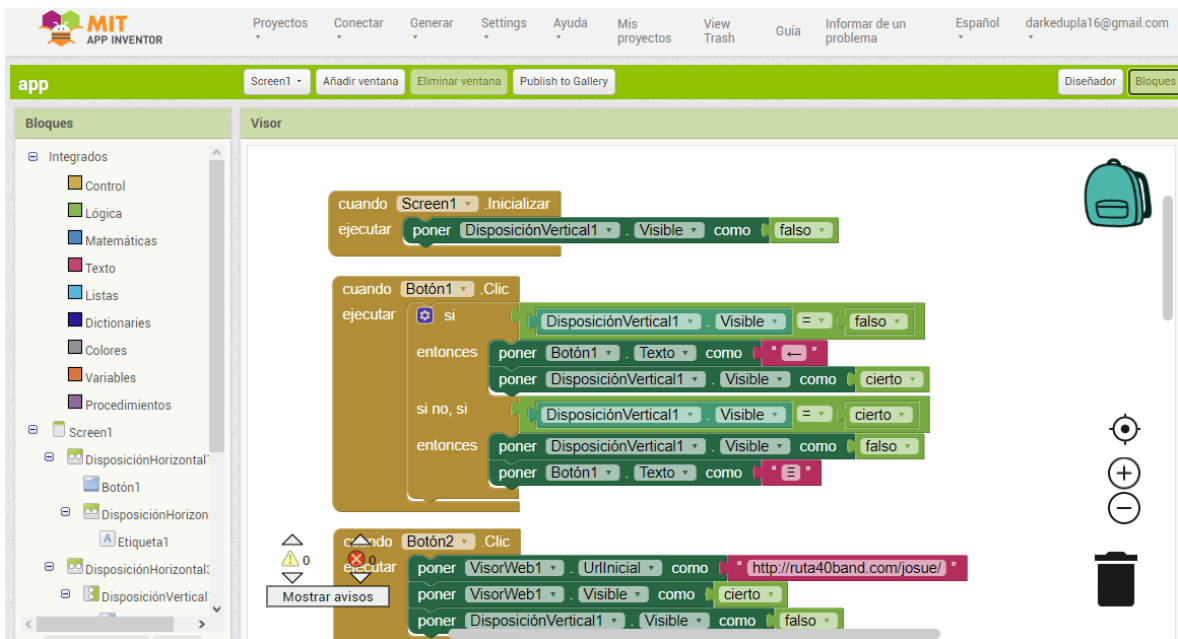 MIT
APP INVENTOR
Proyectos
Conectar
Generar
Settings
Ayuda
Mis proyectos
View Trash
Guía
Informar de un problema
Español
darkedupla16@gmail.com
app
Screen1
Añadir ventana
Eliminar ventana
Publish to Gallery
Diseñador
Bloques
Bloques
Visor
Integrados
Control
Lógica
Matemáticas
Texto
Listas
Dictionaries
Colores
Variables
Procedimientos
Screen1
DisposiciónHorizontal
Botón1
DisposiciónHorizon
Etiqueta1
DisposiciónHorizontal
DisposiciónVertical
cuando Screen1 .Inicializar
ejecutar poner DisposiciónVertical1 . Visible como falso
cuando Botón1 .Clic
ejecutar si DisposiciónVertical1 . Visible = falso
entonces poner Botón1 . Texto como " ← "
poner DisposiciónVertical1 . Visible como cierto
si no, si DisposiciónVertical1 . Visible = cierto
entonces poner DisposiciónVertical1 . Visible como falso
poner Botón1 . Texto como " Ξ "
cuando Botón2 .Clic
ejecutar poner VisorWeb1 . UrlInicial como " http://ruta40band.com/josue/ "
poner VisorWeb1 . Visible como cierto
poner DisposiciónVertical1 . Visible como falso
0
0
Mostrar avisos